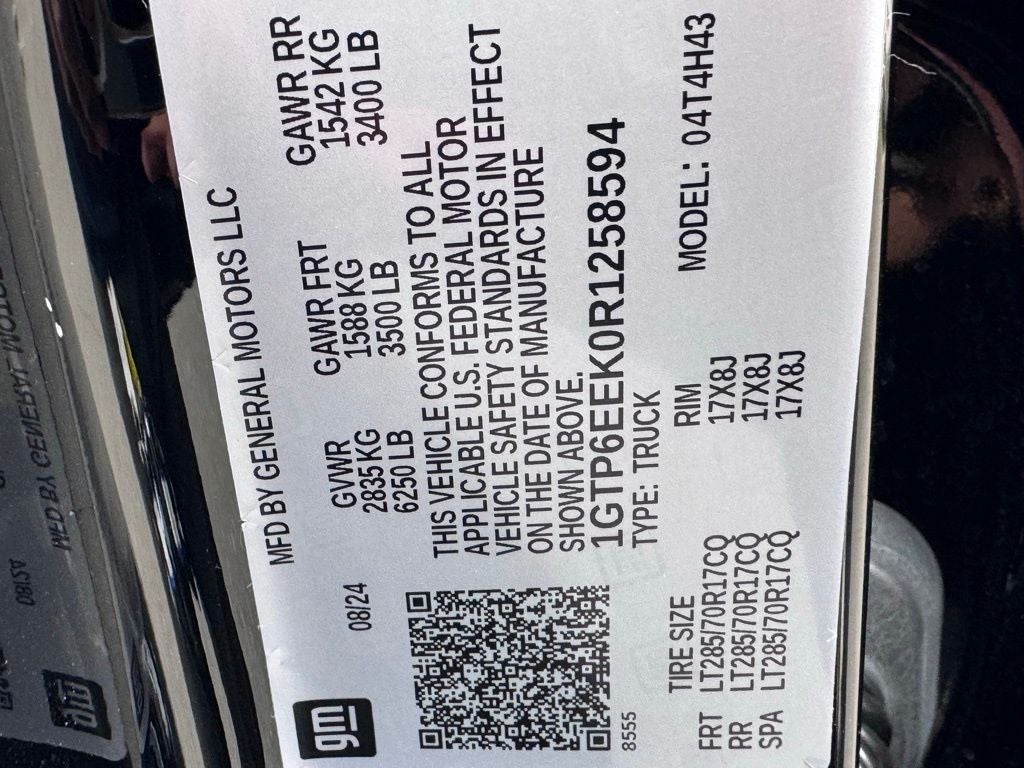 gm
08/24
MFD BY GENERAL MOTORS LLC
GVWR GAWR FRT GAWR RR
2835 KG 1588 KG 1542 KG
6250 LB 3500 LB 3400 LB
THIS VEHICLE CONFORMS TO ALL
APPLICABLE U.S. FEDERAL MOTOR
VEHICLE SAFETY STANDARDS IN EFFECT
ON THE DATE OF MANUFACTURE
SHOWN ABOVE.
1GTP6EEK0R1258594
8555
TYPE: TRUCK
MODEL: 04T4H43
TIRE SIZE RIM
FRT LT285/70R17CQ 17X8J
RR LT285/70R17CQ 17X8J
SPA LT285/70R17CQ 17X8J